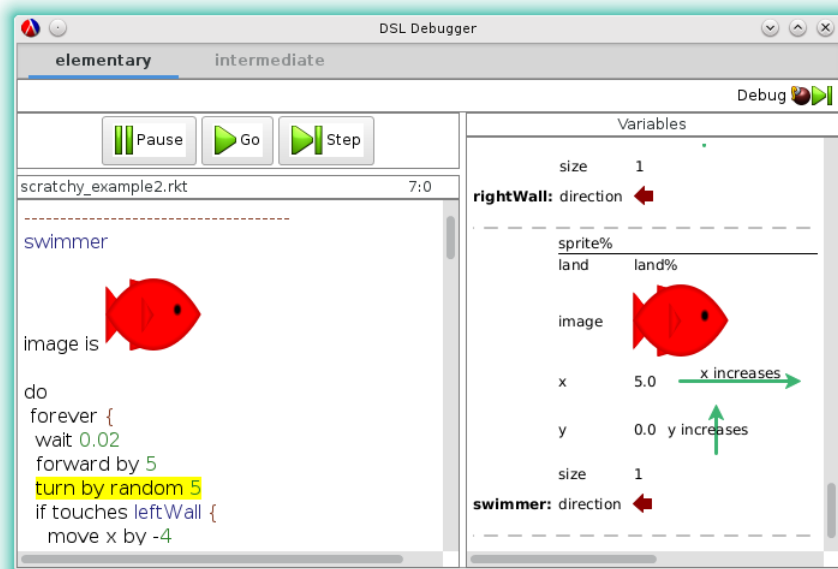 DSL Debugger
elementary intermediate
Debug
Pause Go Step
scratchy_example2.rkt 7:0
------------------------------------
swimmer
image is
do
forever {
wait 0.02
forward by 5
turn by random 5
if touches leftWall {
move x by -4
Variables
size 1
rightWall: direction
sprite%
land land%
image
x 5.0 x increases
y 0.0 y increases
size 1
swimmer: direction